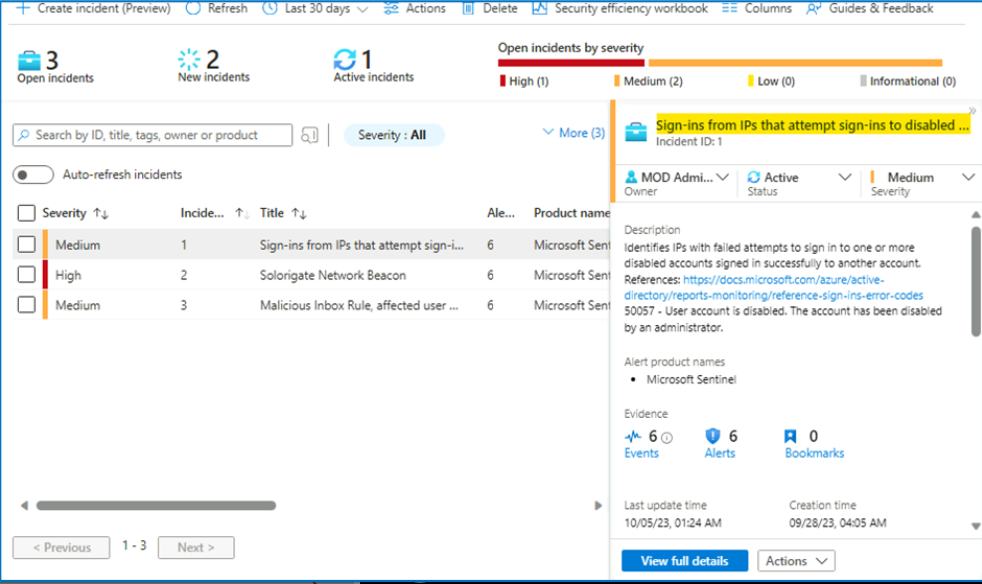 Create incident (Preview) Refresh Last 30 days Actions Delete Security efficiency workbook Columns Guides & Feedback
3
Open incidents
2
New incidents
1
Active incidents
Open incidents by severity
High (1) Medium (2) Low (0) Informational (0)
Search by ID, title, tags, owner or product
Severity : All
More (3)
Auto-refresh incidents
Severity Incide... Title Ale... Product name
Medium 1 Sign-ins from IPs that attempt sign-i... 6 Microsoft Sent
High 2 Solorigate Network Beacon 6 Microsoft Sent
Medium 3 Malicious Inbox Rule, affected user ... 6 Microsoft Sent
< Previous 1 - 3 Next >
Sign-ins from IPs that attempt sign-ins to disabled ...
Incident ID: 1
MOD Admi... Active Medium
Owner Status Severity
Description
Identifies IPs with failed attempts to sign in to one or more
disabled accounts signed in successfully to another account.
References: https://docs.microsoft.com/azure/active-
directory/reports-monitoring/reference-sign-ins-error-codes
50057 - User account is disabled. The account has been disabled
by an administrator.
Alert product names
• Microsoft Sentinel
Evidence
6 6 0
Events Alerts Bookmarks
Last update time Creation time
10/05/23, 01:24 AM 09/28/23, 04:05 AM
View full details Actions